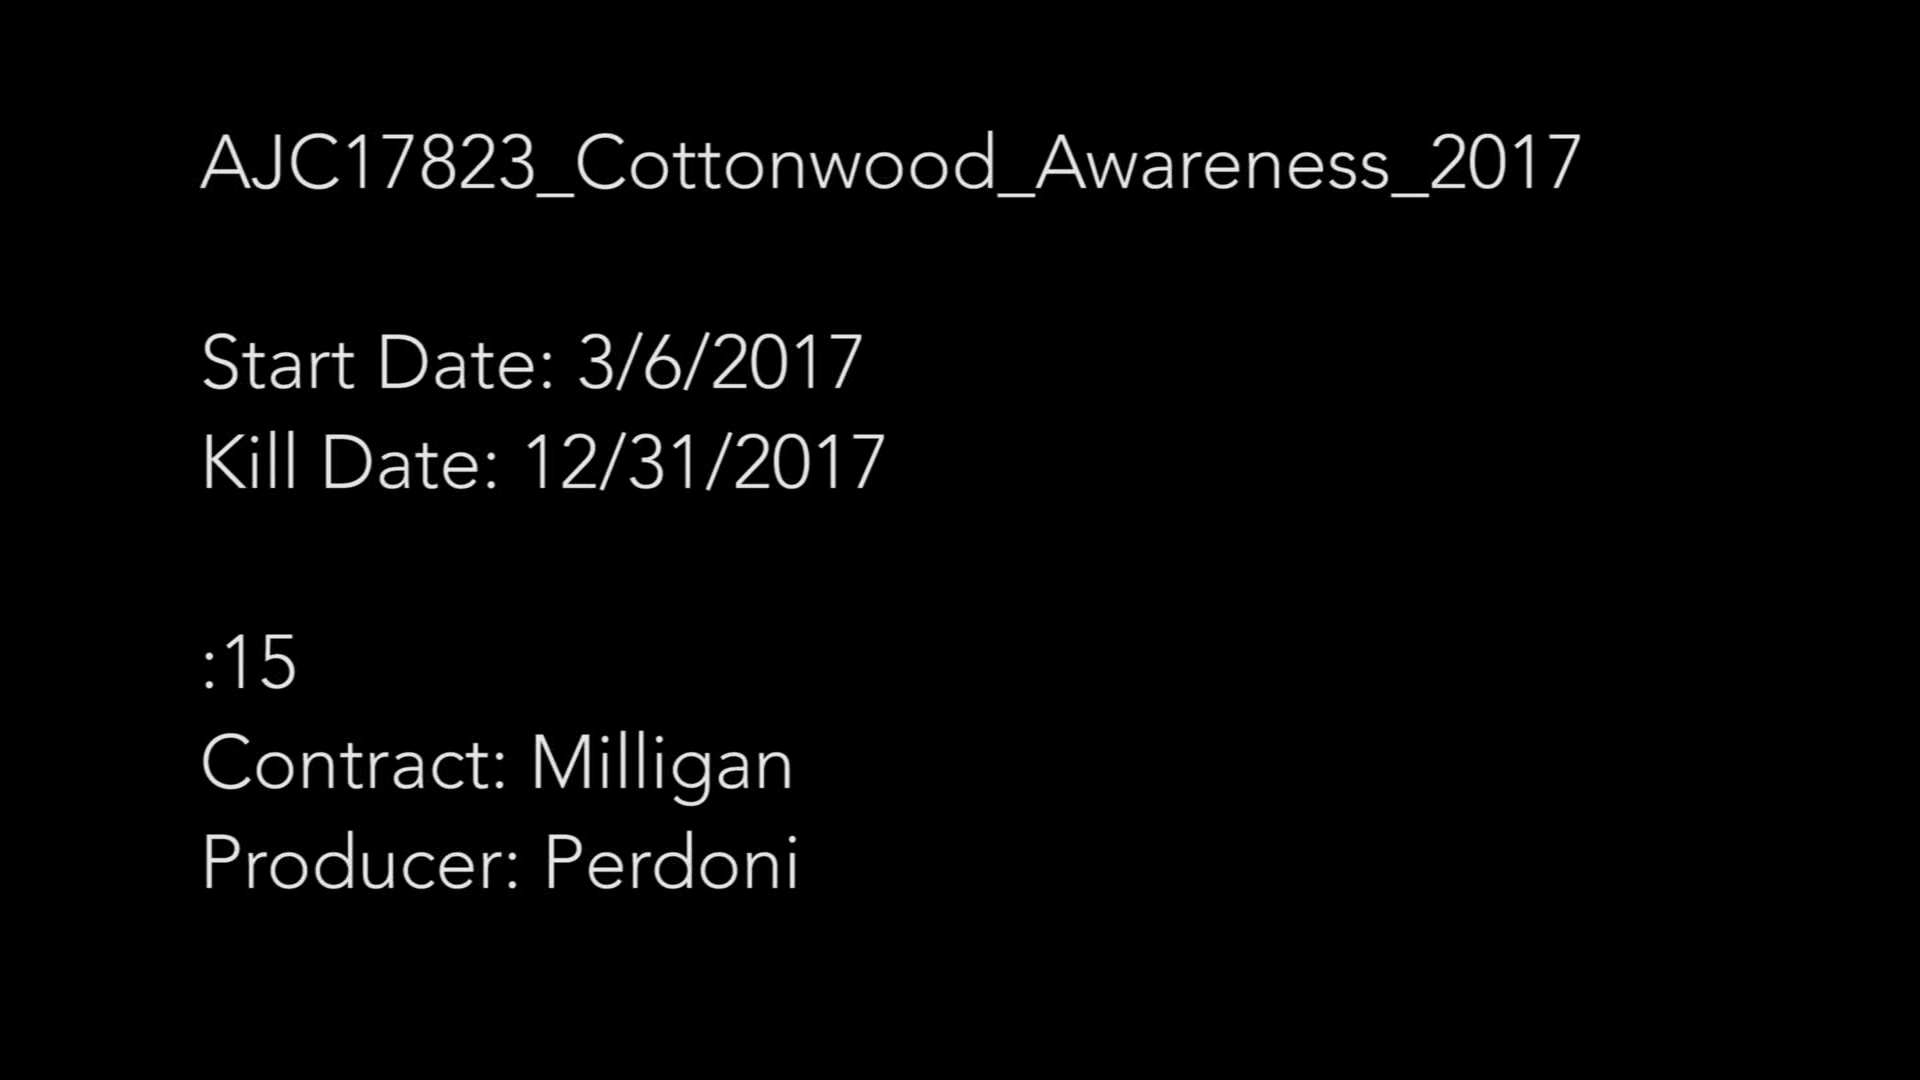 AJC17823_Cottonwood_Awareness_2017
Start Date: 3/6/2017
Kill Date: 12/31/2017
:15
Contract: Milligan
Producer: Perdoni